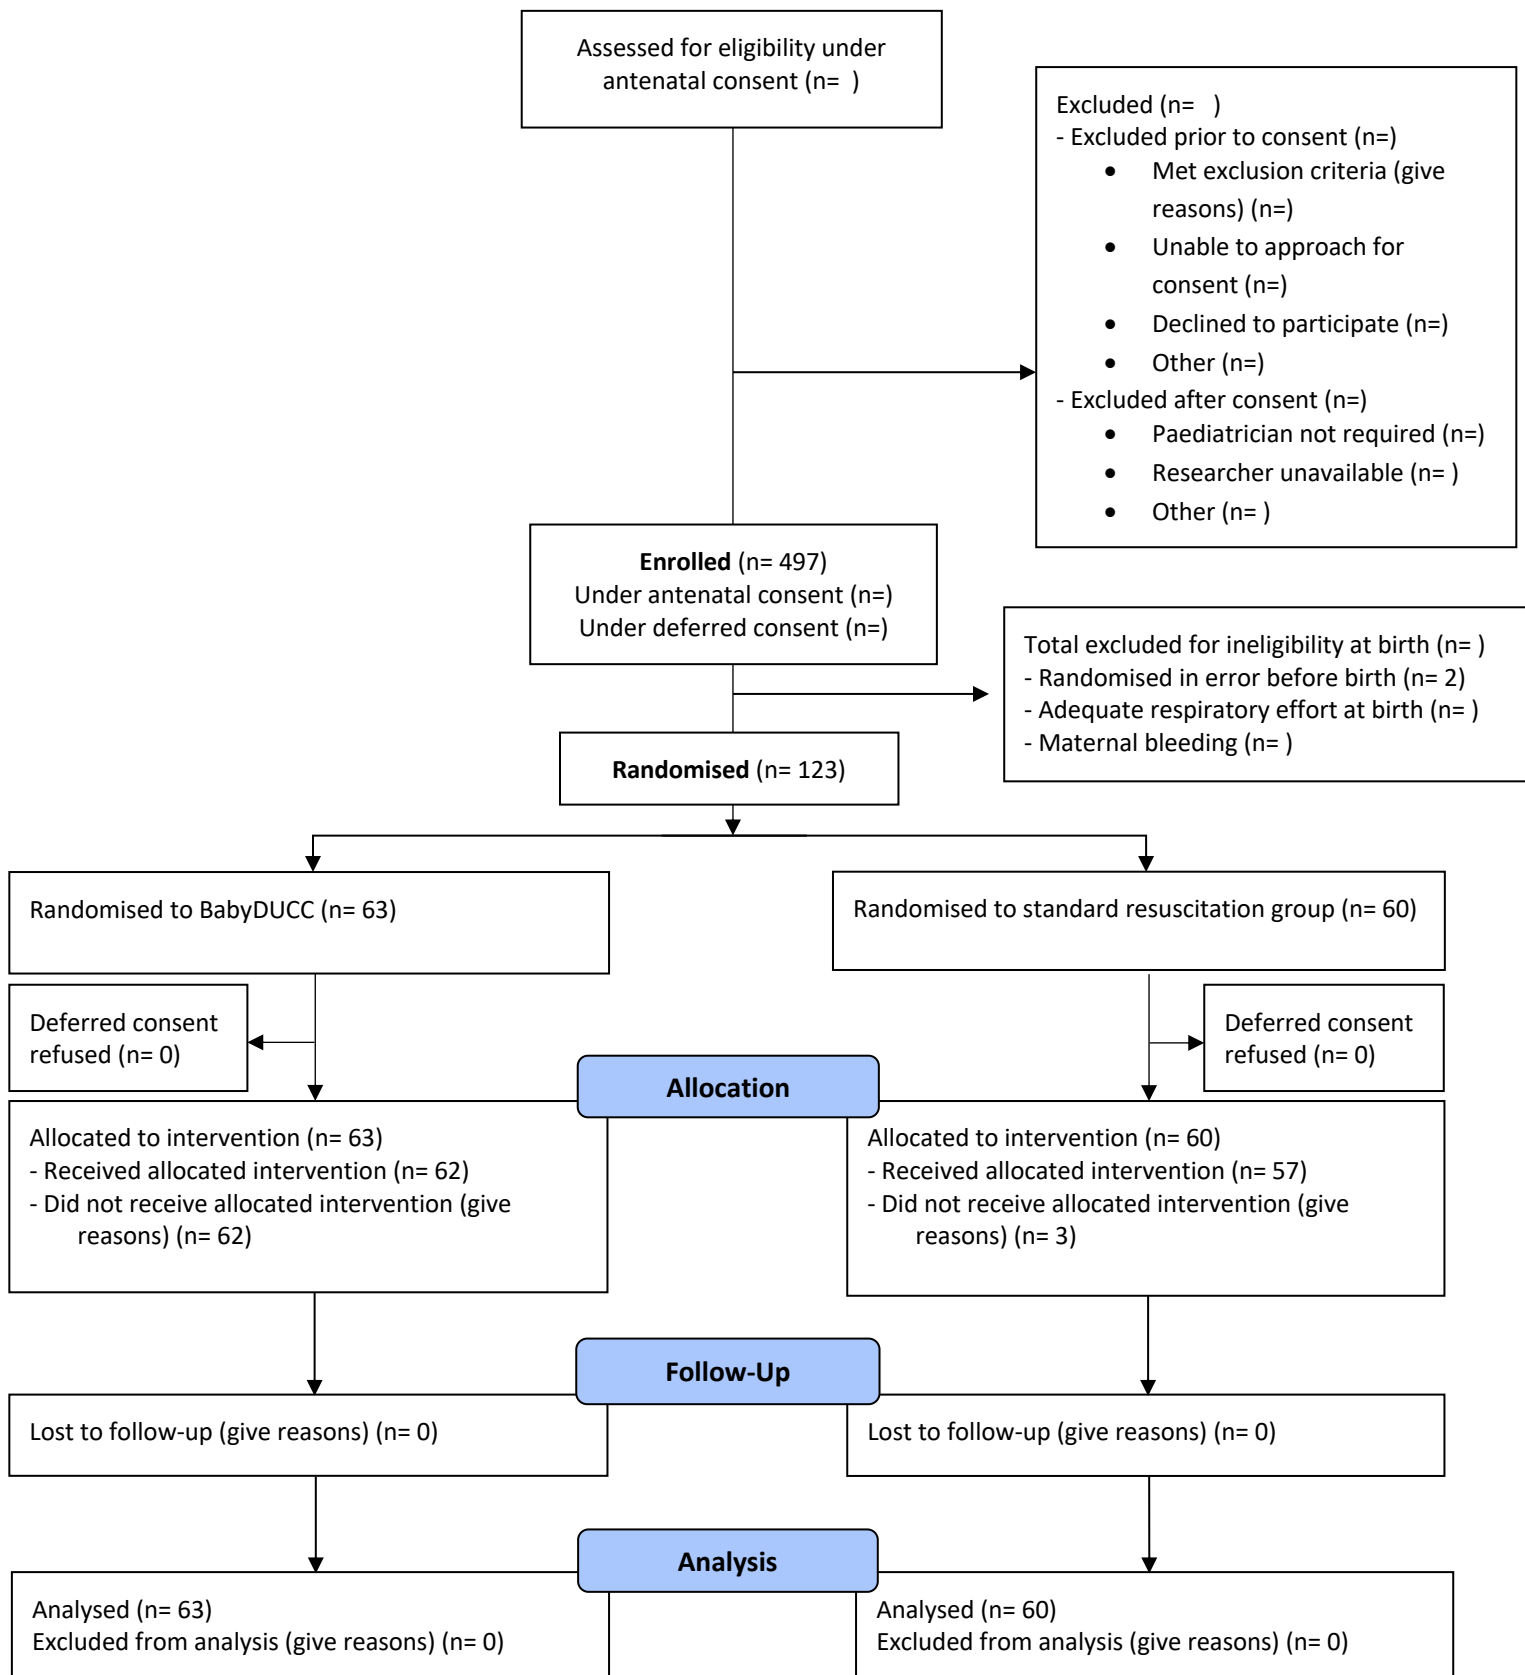 Assessed for eligibility under
antenatal consent (n=  )
Excluded (n=   )
- Excluded prior to consent (n=)
• Met exclusion criteria (give
reasons) (n=)
• Unable to approach for
consent (n=)
• Declined to participate (n=)
• Other (n=)
- Excluded after consent (n=)
• Paediatrician not required (n=)
• Researcher unavailable (n= )
• Other (n= )
Enrolled (n= 497)
Under antenatal consent (n=)
Under deferred consent (n=)
Total excluded for ineligibility at birth (n= )
- Randomised in error before birth (n= 2)
- Adequate respiratory effort at birth (n= )
- Maternal bleeding (n= )
Randomised (n= 123)
Randomised to BabyDUCC (n= 63)
Randomised to standard resuscitation group (n= 60)
Deferred consent
refused (n= 0)
Deferred consent
refused (n= 0)
Allocation
Allocated to intervention (n= 63)
- Received allocated intervention (n= 62)
- Did not receive allocated intervention (give
reasons) (n= 62)
Allocated to intervention (n= 60)
- Received allocated intervention (n= 57)
- Did not receive allocated intervention (give
reasons) (n= 3)
Follow-Up
Lost to follow-up (give reasons) (n= 0)
Lost to follow-up (give reasons) (n= 0)
Analysis
Analysed (n= 63)
Excluded from analysis (give reasons) (n= 0)
Analysed (n= 60)
Excluded from analysis (give reasons) (n= 0)